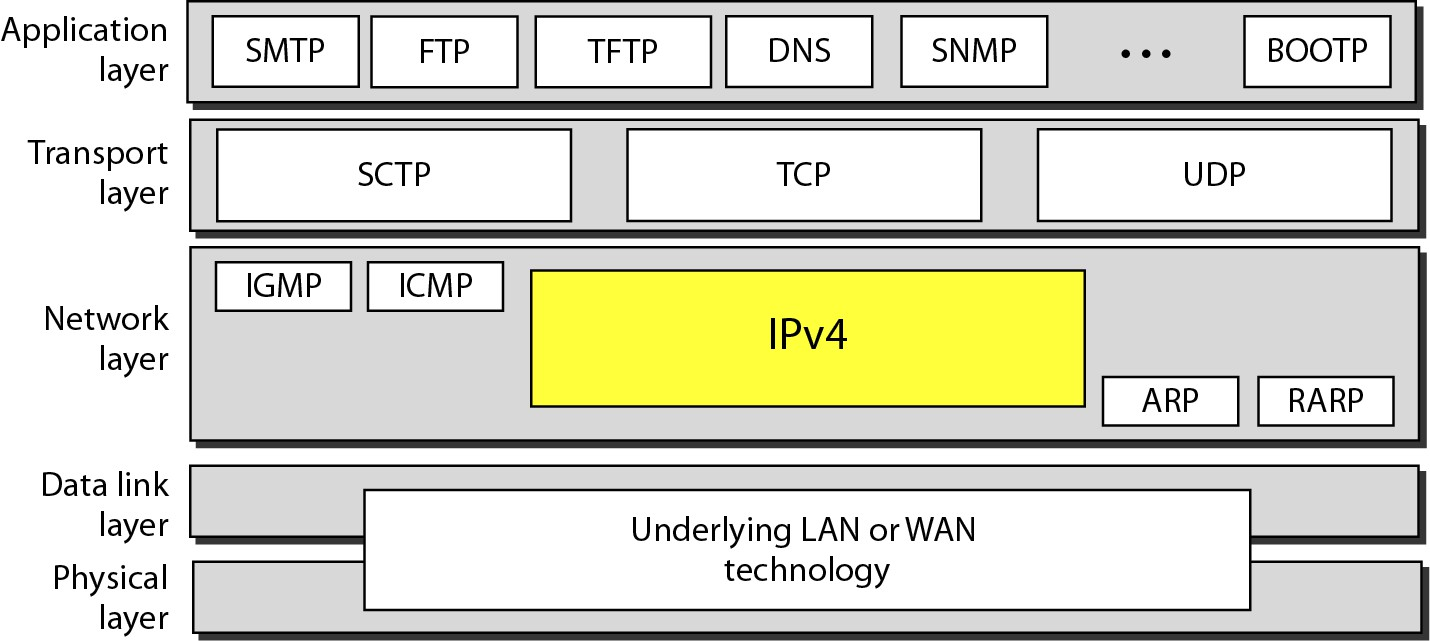 Application
layer
SMTP
FTP
TFTP
DNS
SNMP
...
BOOTP
Transport
layer
SCTP
TCP
UDP
Network
layer
IGMP
ICMP
IPv4
ARP
RARP
Data link
layer
Underlying LAN or WAN
technology
Physical
layer